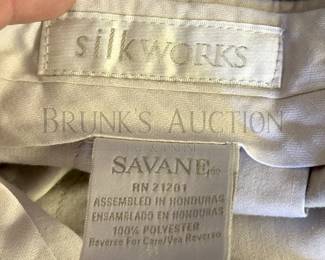 silkWORKS
BRUNK'S AUCTION
SAVANE
RN 21201
ASSEMBLED IN HONDURAS
ENSAMBLADO EN HONDURAS
100% POLYESTER
Reverse For Care/Vea Reverso